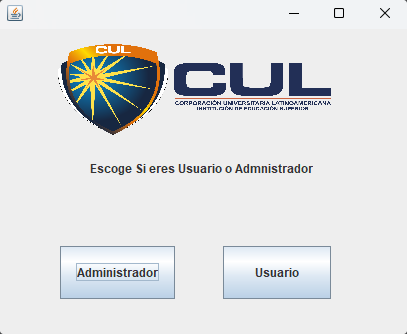 CUL
CUL
CORPORACIÓN UNIVERSITARIA LATINOAMERICANA
INSTITUCIÓN DE EDUCACIÓN SUPERIOR
Escoge Si eres Usuario o Admnistrador
Administrador
Usuario